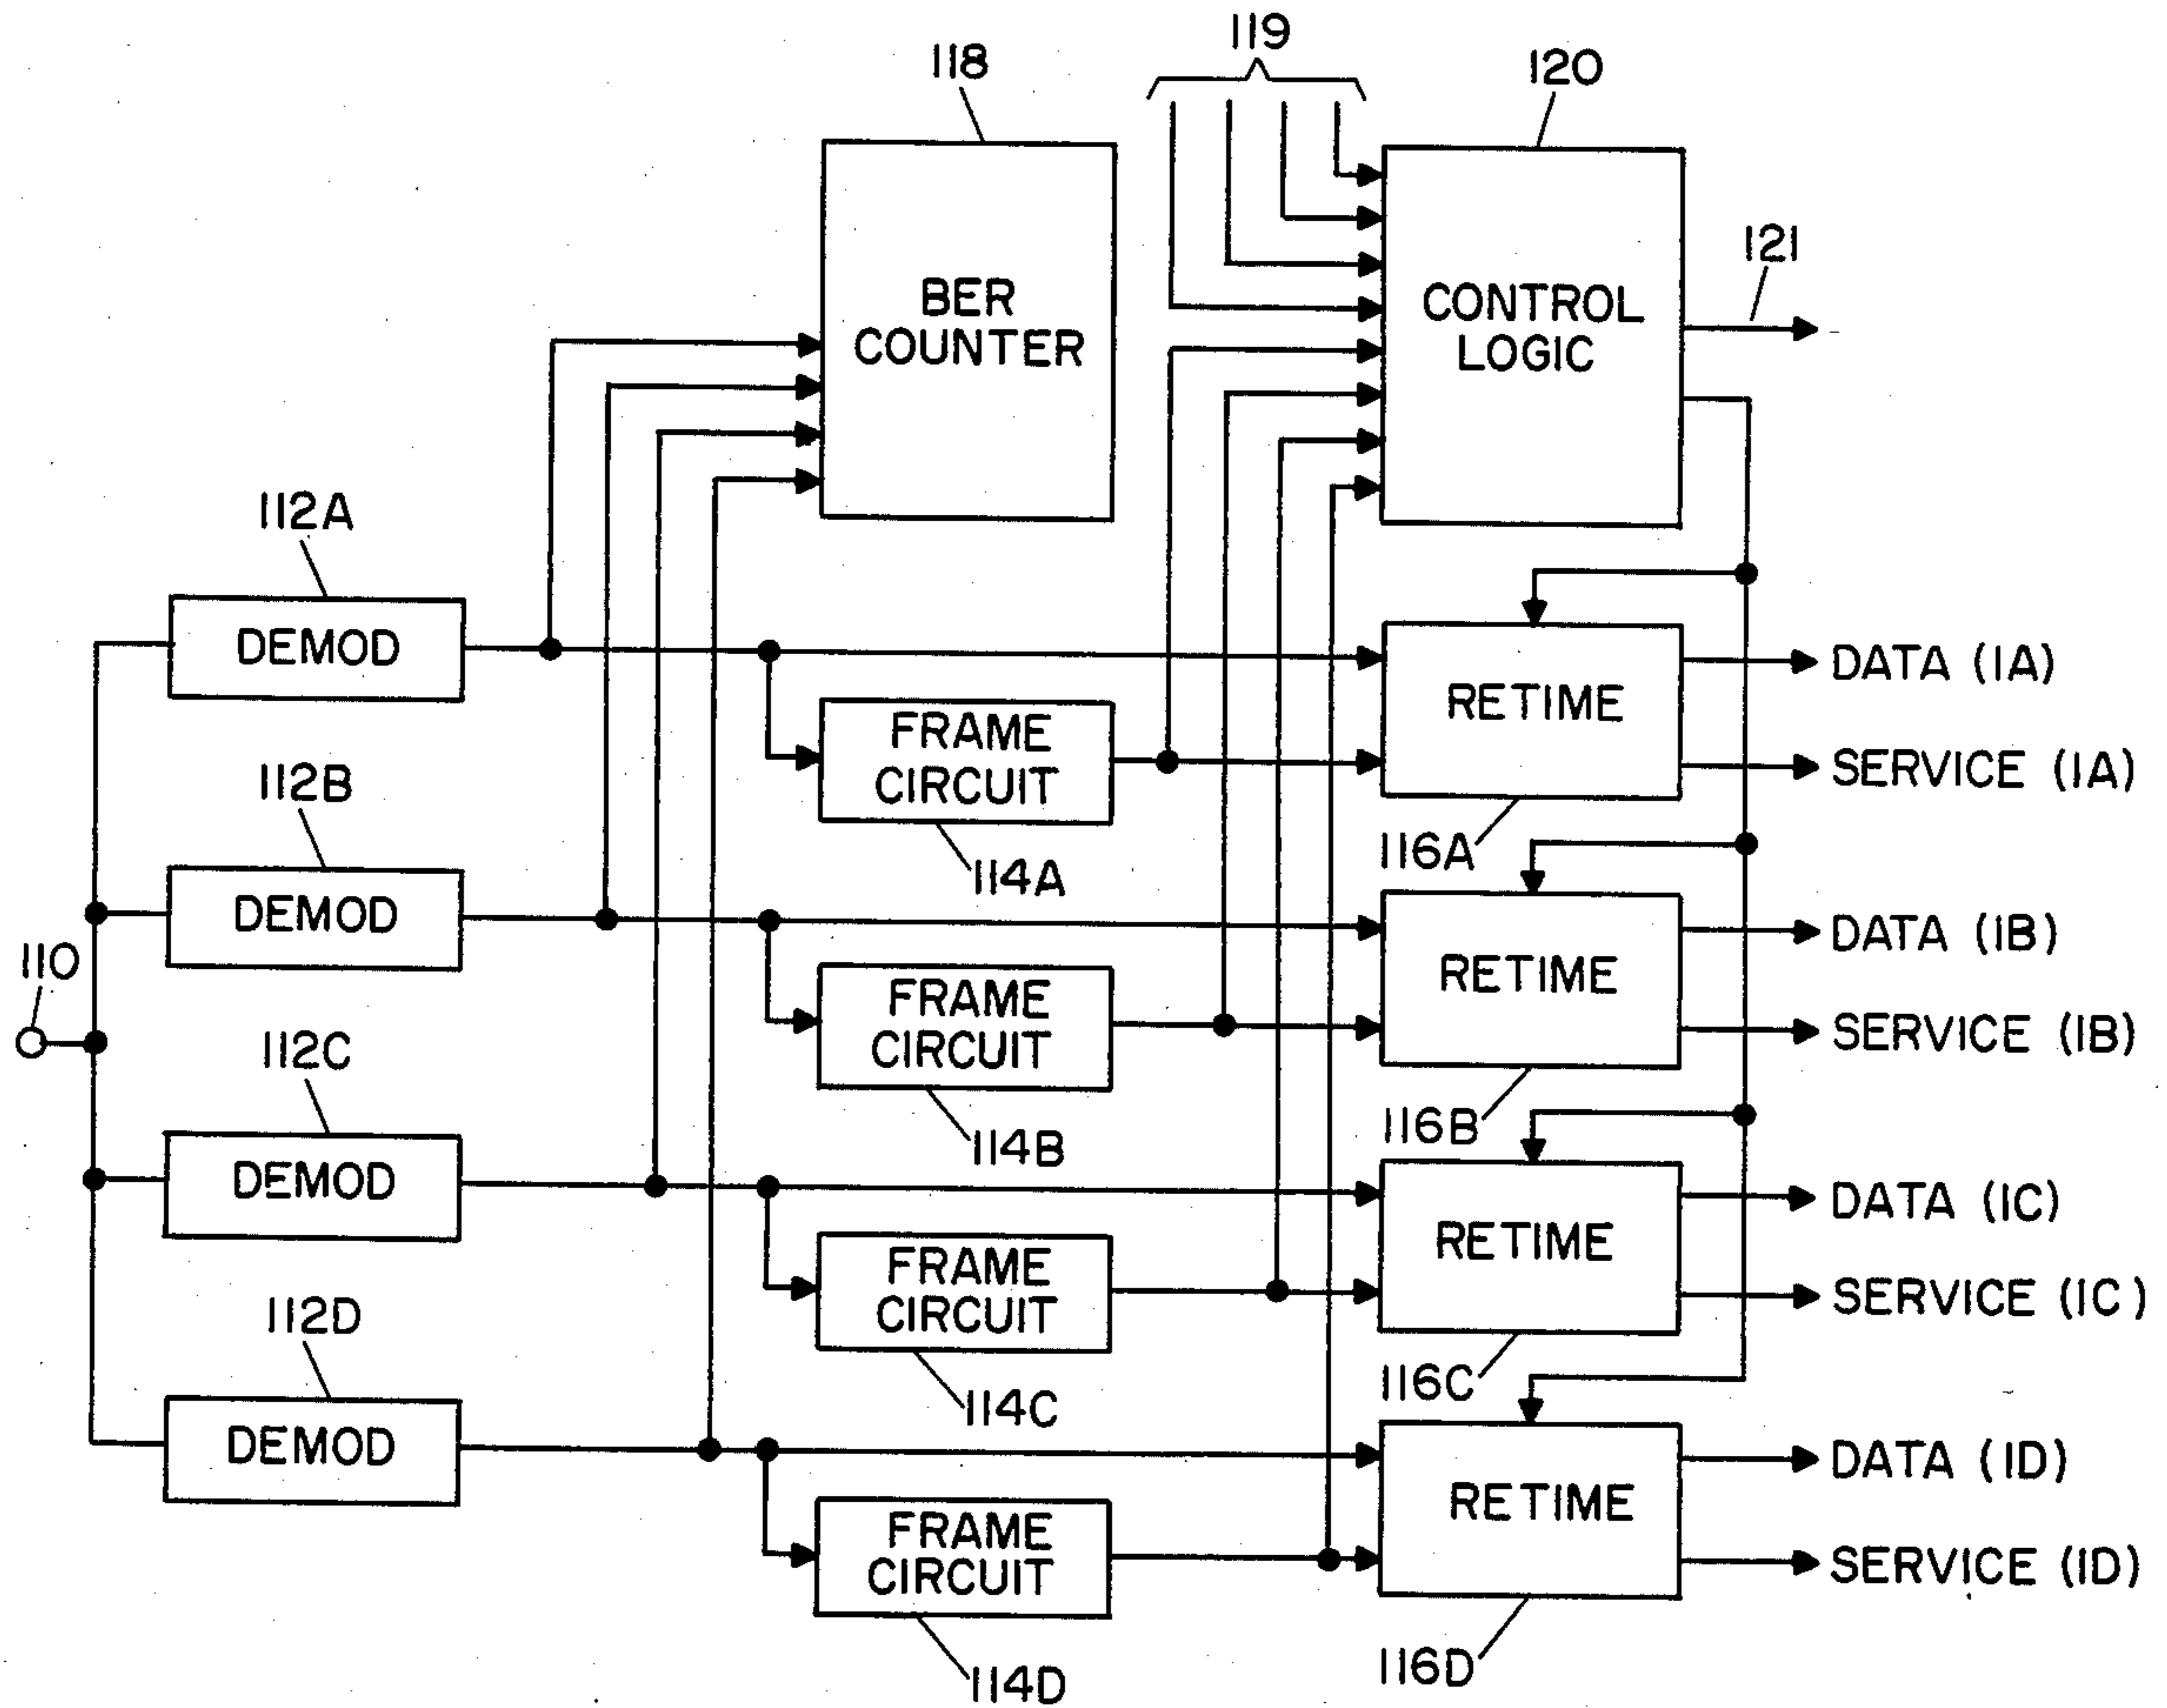 119
118
120
BER
COUNTER
CONTROL
LOGIC
121
112A
DEMOD
RETIME
DATA (1A)
SERVICE (1A)
FRAME
CIRCUIT
114A
116A
112B
DEMOD
RETIME
DATA (1B)
SERVICE (1B)
110
FRAME
CIRCUIT
114B
116B
112C
DEMOD
RETIME
DATA (1C)
SERVICE (1C)
FRAME
CIRCUIT
114C
116C
112D
DEMOD
RETIME
DATA (1D)
SERVICE (1D)
FRAME
CIRCUIT
114D
116D